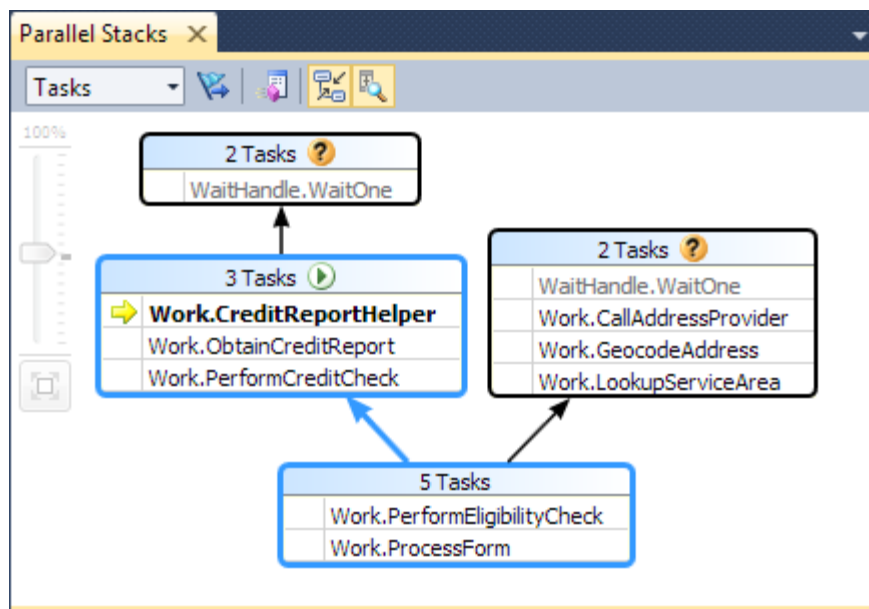 Parallel Stacks
Tasks
100%
2 Tasks
WaitHandle.WaitOne
3 Tasks
Work.CreditReportHelper
Work.ObtainCreditReport
Work.PerformCreditCheck
2 Tasks
WaitHandle.WaitOne
Work.CallAddressProvider
Work.GeocodeAddress
Work.LookupServiceArea
5 Tasks
Work.PerformEligibilityCheck
Work.ProcessForm